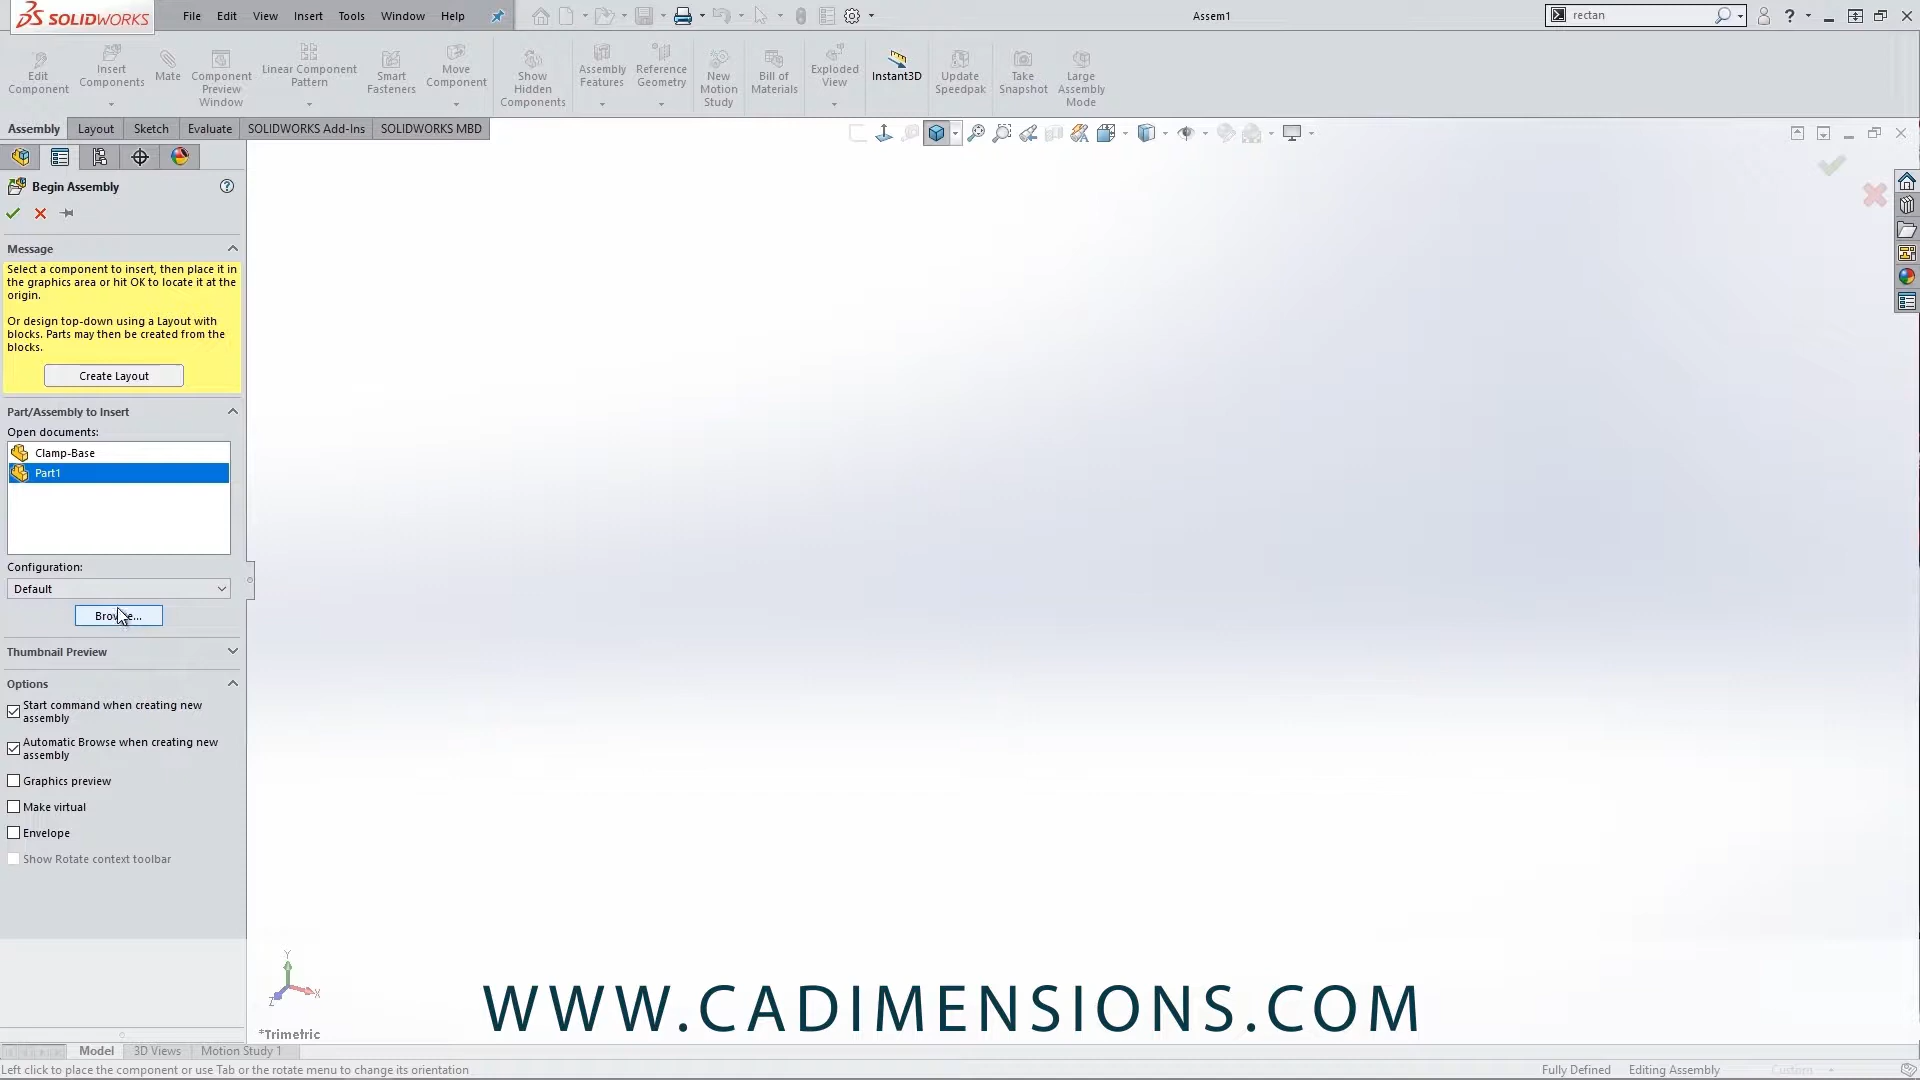 SOLIDWORKS
File Edit View Insert Tools Window Help
Assem1
rectan
Edit Component
Insert Components
Mate
Component Preview Window
Linear Component Pattern
Smart Fasteners
Move Component
Show Hidden Components
Assembly Features
Reference Geometry
New Motion Study
Bill of Materials
Exploded View
Instant3D
Update Speedpak
Take Snapshot
Large Assembly Mode
Assembly Layout Sketch Evaluate SOLIDWORKS Add-Ins SOLIDWORKS MBD
Begin Assembly
Message
Select a component to insert, then place it in
the graphics area or hit OK to locate it at the
origin.
Or design top-down using a Layout with
blocks. Parts may then be created from the
blocks.
Create Layout
Part/Assembly to Insert
Open documents:
Clamp-Base
Part1
Configuration:
Default
Browse...
Thumbnail Preview
Options
Start command when creating new
assembly
Automatic Browse when creating new
assembly
Graphics preview
Make virtual
Envelope
Show Rotate context toolbar
Y
X
Z
*Trimetric
WWW.CADIMENSIONS.COM
Model 3D Views Motion Study 1
Left click to place the component or use Tab or the rotate menu to change its orientation
Fully Defined Editing Assembly Custom